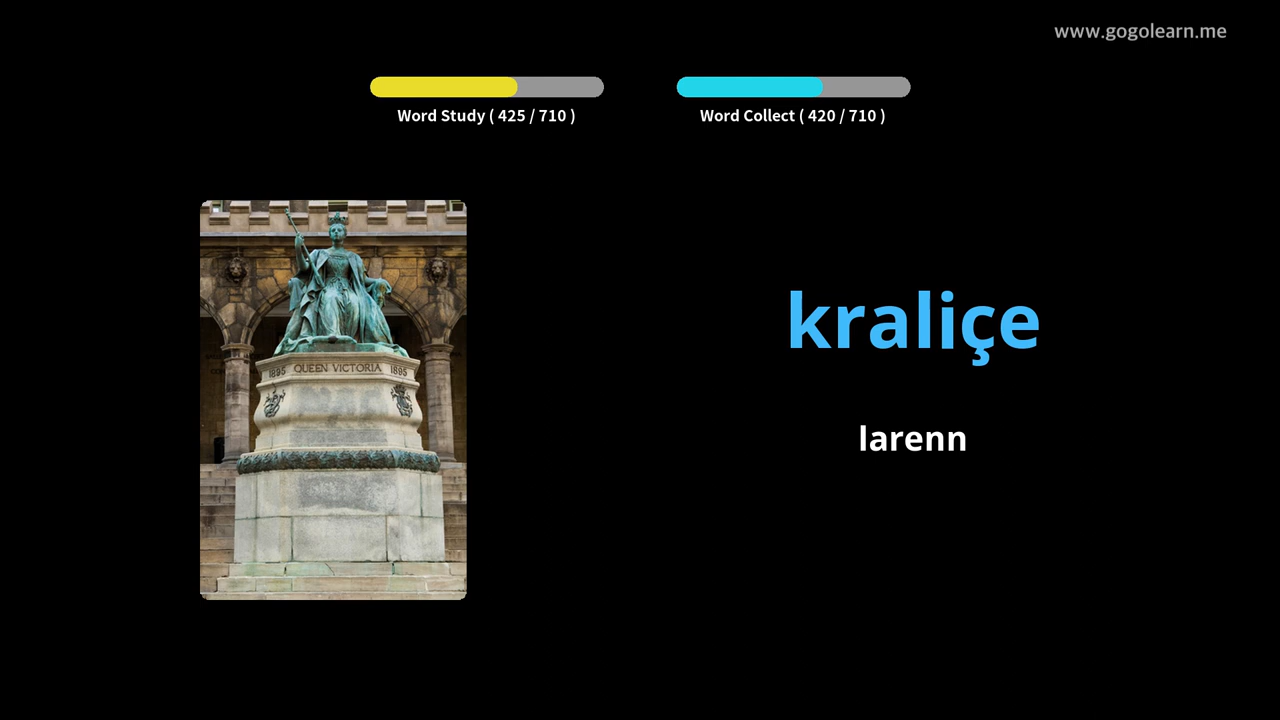 www.gogolearn.me
Word Study ( 425 / 710 )
Word Collect ( 420 / 710 )
kraliçe
larenn
1895 QUEEN VICTORIA 1895